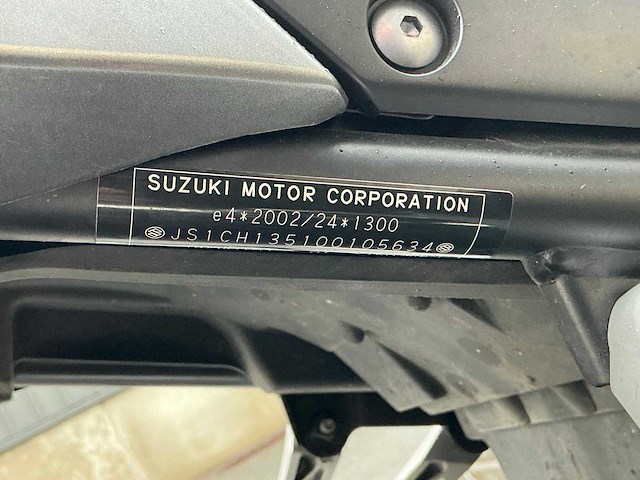 SUZUKI MOTOR CORPORATION
e4*2002/24*1300
JS1CH135100105634